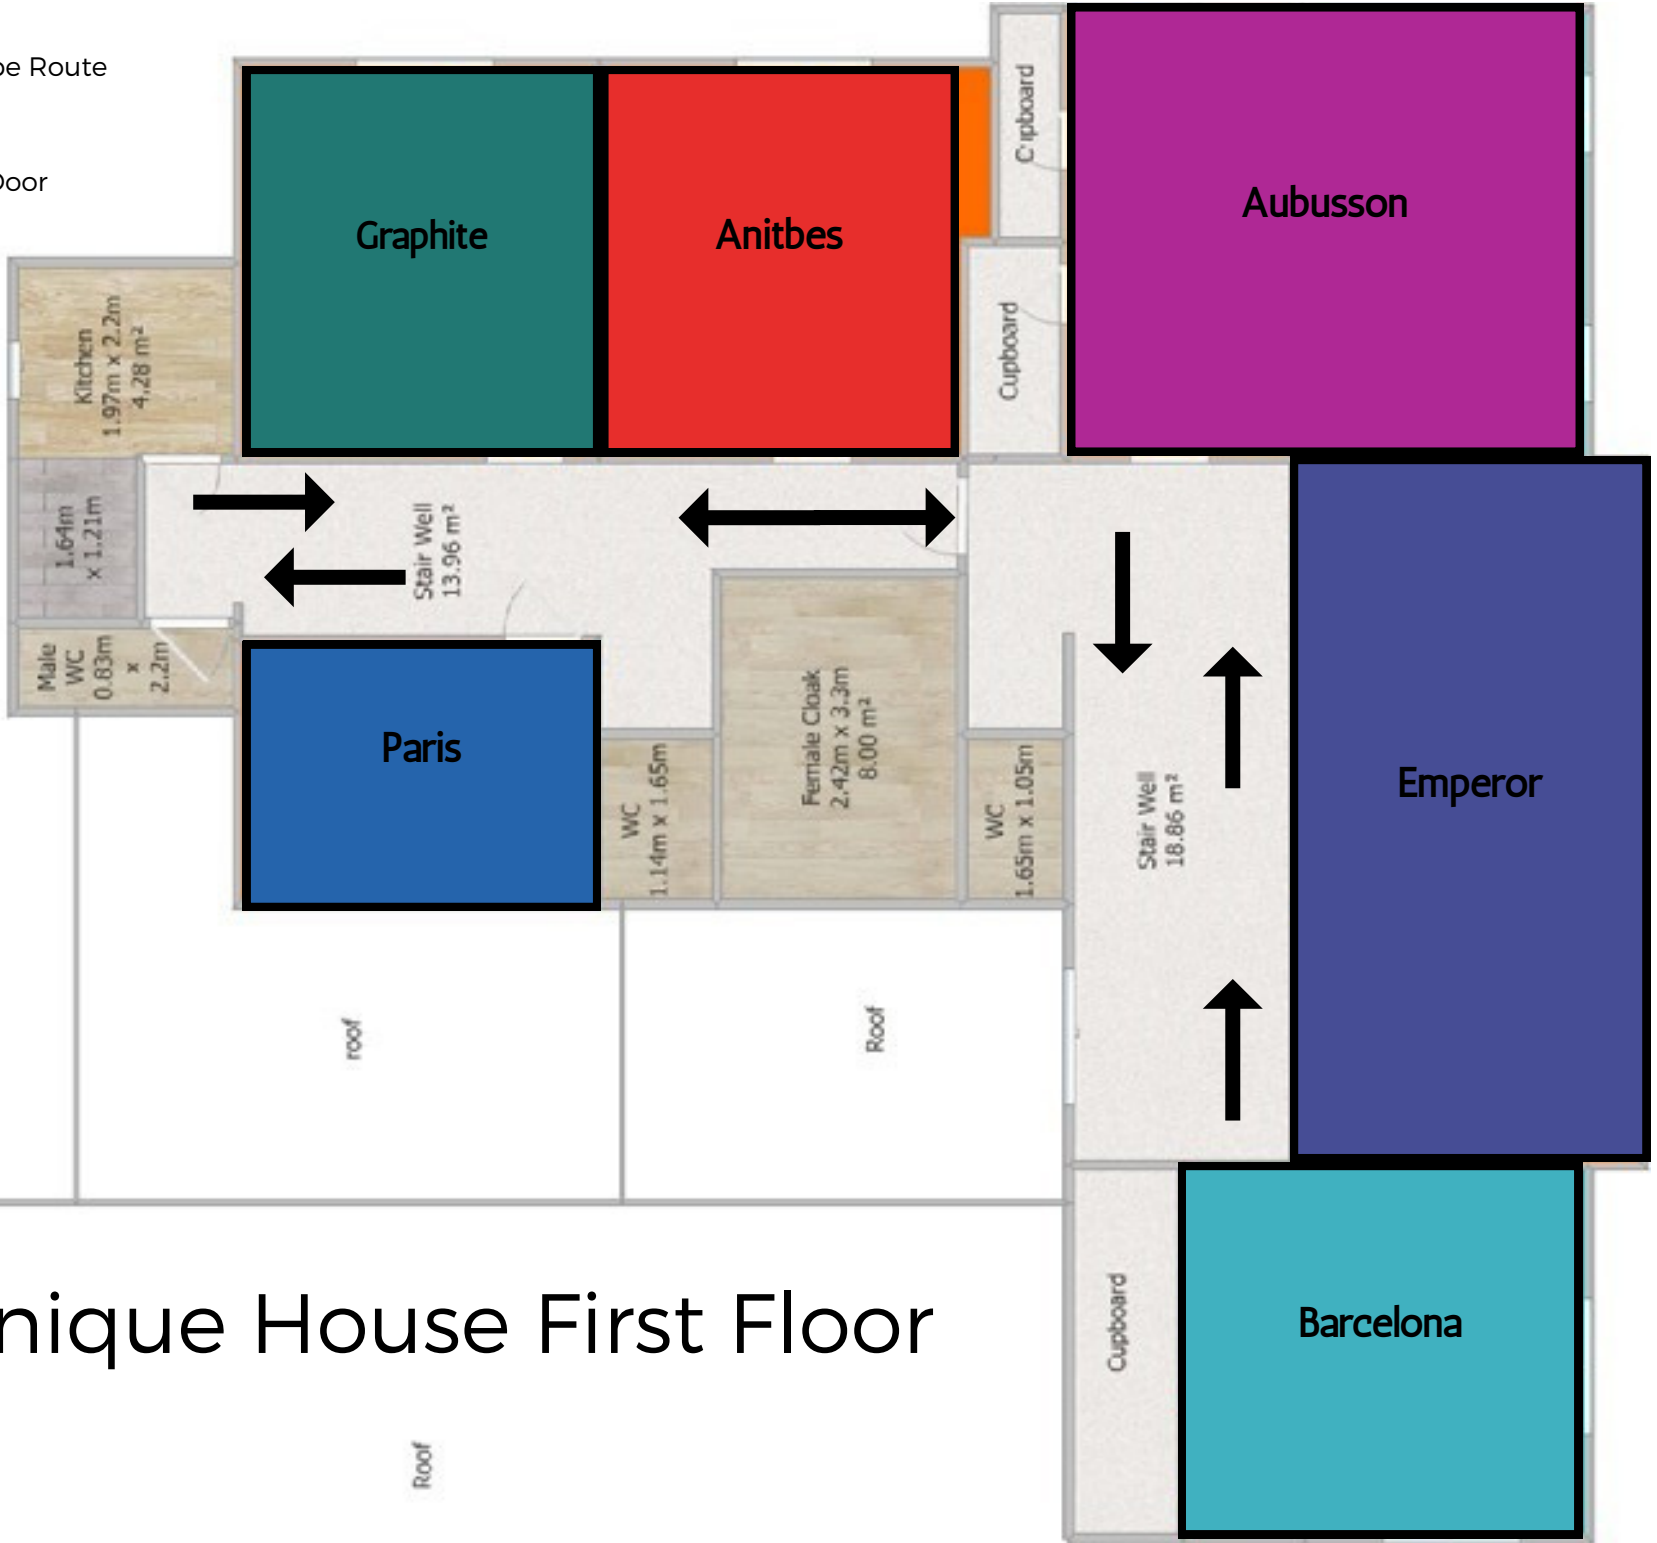 be Route
Door
Cupboard
Aubusson
Graphite
Anitbes
Kitchen
1.97m x 2.2m
4.28 m²
Cupboard
1.64m
x 1.21m
Stair Well
13.96 m²
Male
WC
0.83m
x
2.2m
Paris
WC
1.14m x 1.65m
Female Cloak
2.42m x 3.3m
8.00 m²
WC
1.65m x 1.05m
Stair Well
18.86 m²
Emperor
roof
Roof
nique House First Floor
Cupboard
Barcelona
Roof